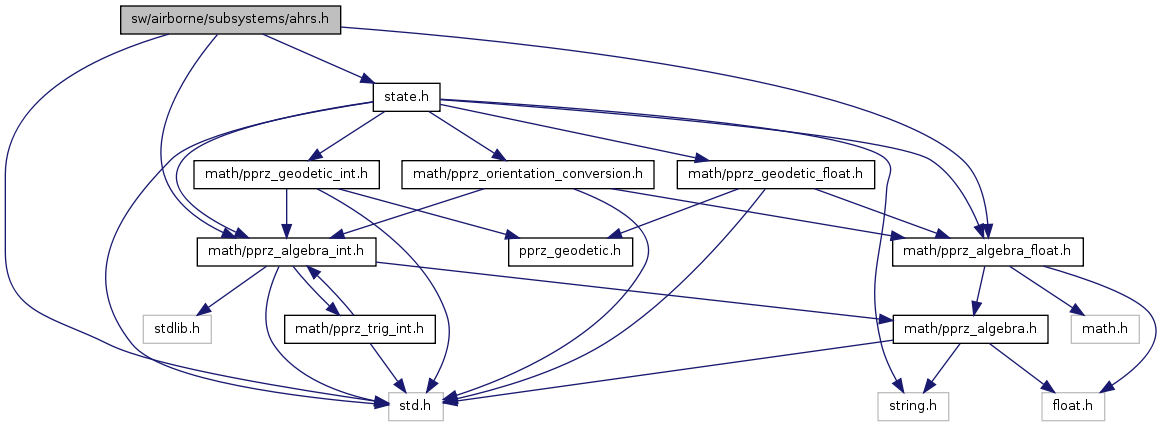 sw/airborne/subsystems/ahrs.h
state.h
math/pprz_geodetic_int.h
math/pprz_orientation_conversion.h
math/pprz_geodetic_float.h
math/pprz_algebra_int.h
pprz_geodetic.h
math/pprz_algebra_float.h
stdlib.h
math/pprz_trig_int.h
math/pprz_algebra.h
math.h
std.h
string.h
float.h